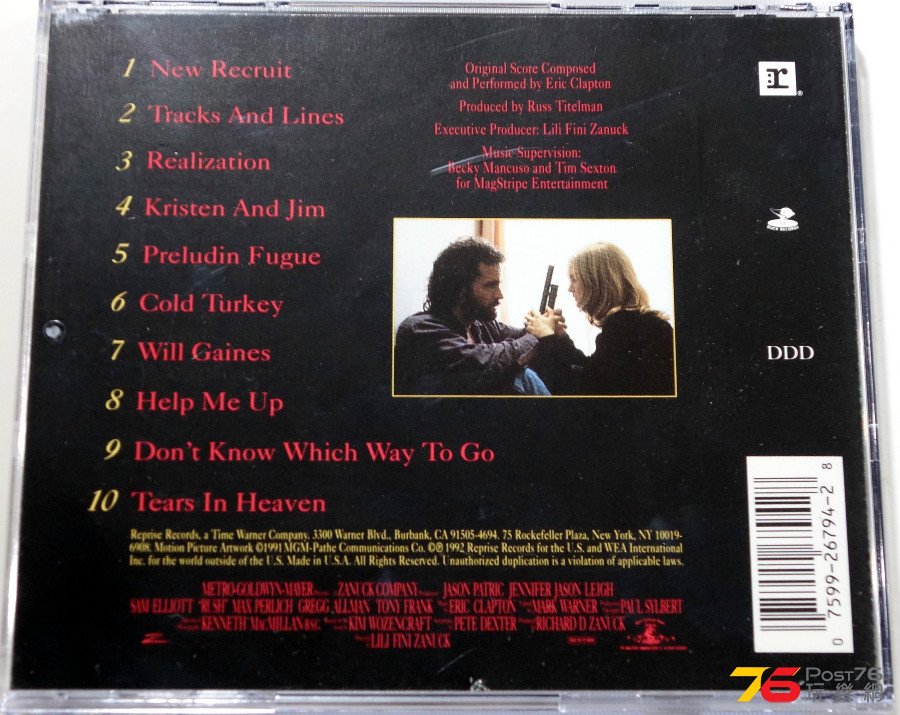 1 New Recruit
2 Tracks And Lines
3 Realization
4 Kristen And Jim
5 Preludin Fugue
6 Cold Turkey
7 Will Gaines
8 Help Me Up
9 Don't Know Which Way To Go
10 Tears In Heaven
Original Score Composed
and Performed by Eric Clapton
Produced by Russ Titelman
Executive Producer: Lili Fini Zanuck
Music Supervision:
Becky Mancuso and Tim Sexton
for MagStripe Entertainment
r®
DUCK RECORDS
DDD
0 7599-26794-2 8
Reprise Records, a Time Warner Company, 3300 Warner Blvd., Burbank, CA 91505-4694. 75 Rockefeller Plaza, New York, NY 10019-
6908. Motion Picture Artwork ©1991 MGM-Pathe Communications Co. ©℗ 1992 Reprise Records for the U.S. and WEA International
Inc. for the world outside of the U.S. Made in U.S.A. All Rights Reserved. Unauthorized duplication is a violation of applicable laws.
METRO-GOLDWYN-MAYER ZANUCK COMPANY JASON PATRIC JENNIFER JASON LEIGH
SAM ELLIOTT "RUSH" MAX PERLICH GREGG ALLMAN TONY FRANK ERIC CLAPTON MARK WARNER PAUL SYLBERT
KENNETH MacMILLAN BSC. KIM WOZENCRAFT PETE DEXTER RICHARD D ZANUCK
LILI FINI ZANUCK
76 Post76
玩樂網